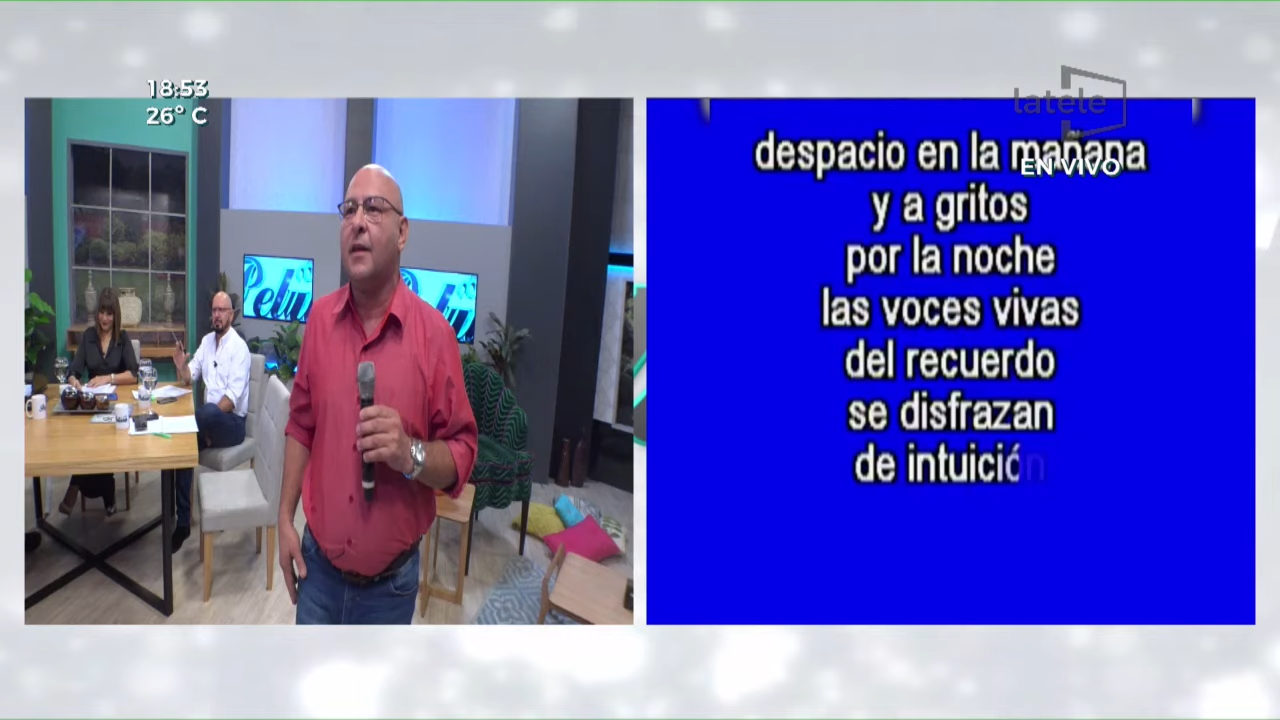 18:53
26° C
latele
EN VIVO
despacio en la mañana
y a gritos
por la noche
las voces vivas
del recuerdo
se disfrazan
de intuición
Pelu